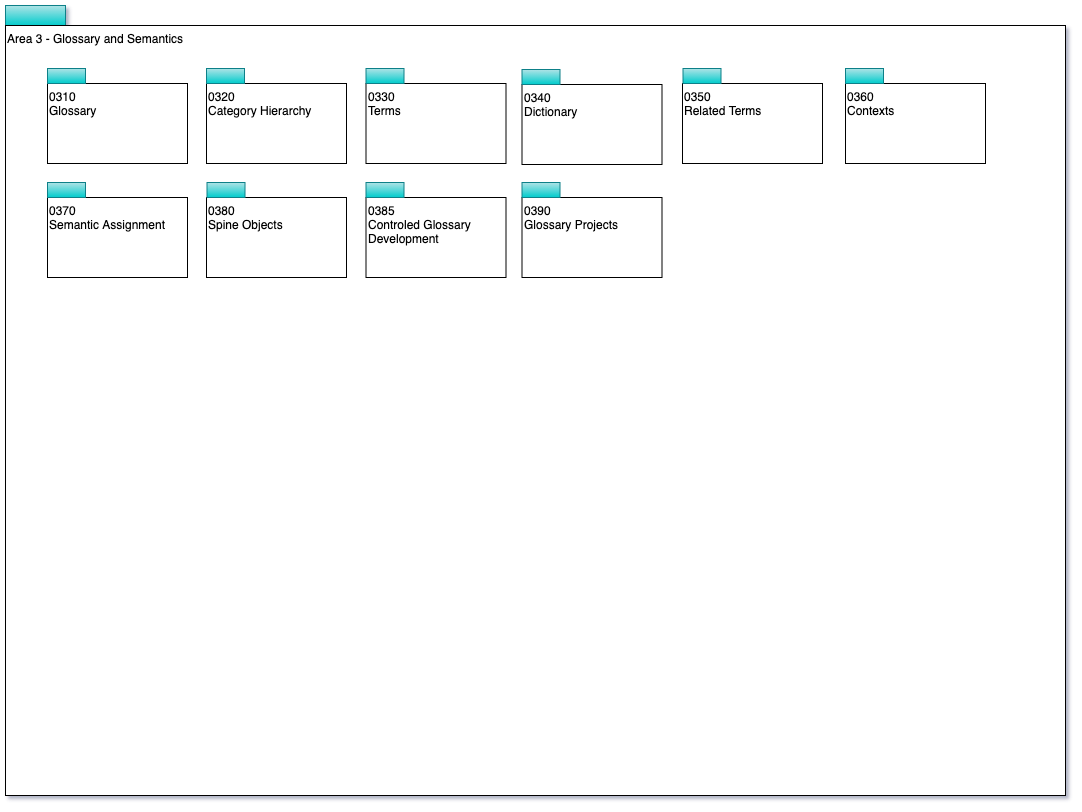 Area 3 - Glossary and Semantics
0310
Glossary
0320
Category Hierarchy
0330
Terms
0340
Dictionary
0350
Related Terms
0360
Contexts
0370
Semantic Assignment
0380
Spine Objects
0385
Controled Glossary
Development
0390
Glossary Projects